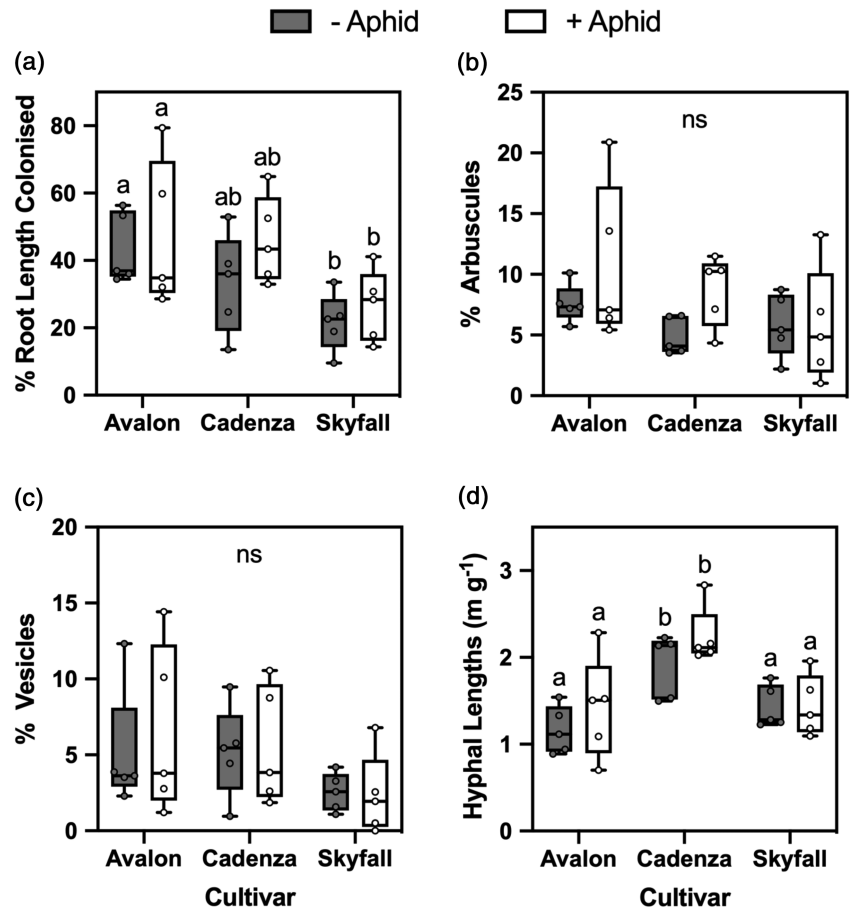 - Aphid + Aphid
(a)
% Root Length Colonised
80
60
40
20
0
a
a
ab
ab
b
b
Avalon Cadenza Skyfall
(b)
% Arbuscules
25
20
15
10
5
0
ns
Avalon Cadenza Skyfall
(c)
% Vesicles
20
15
10
5
0
ns
Avalon Cadenza Skyfall
Cultivar
(d)
Hyphal Lengths (m g⁻¹)
3
2
1
0
a
a
b
b
a
a
Avalon Cadenza Skyfall
Cultivar